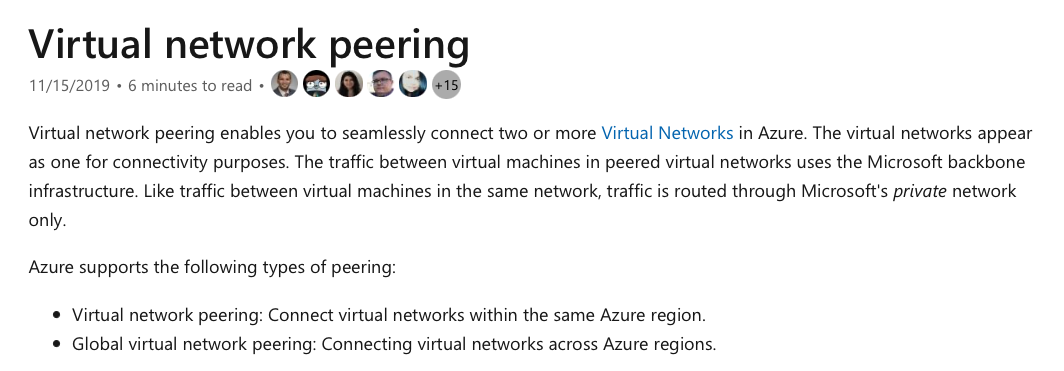 Virtual network peering
11/15/2019 • 6 minutes to read • +15
Virtual network peering enables you to seamlessly connect two or more Virtual Networks in Azure. The virtual networks appear
as one for connectivity purposes. The traffic between virtual machines in peered virtual networks uses the Microsoft backbone
infrastructure. Like traffic between virtual machines in the same network, traffic is routed through Microsoft's private network
only.
Azure supports the following types of peering:
• Virtual network peering: Connect virtual networks within the same Azure region.
• Global virtual network peering: Connecting virtual networks across Azure regions.